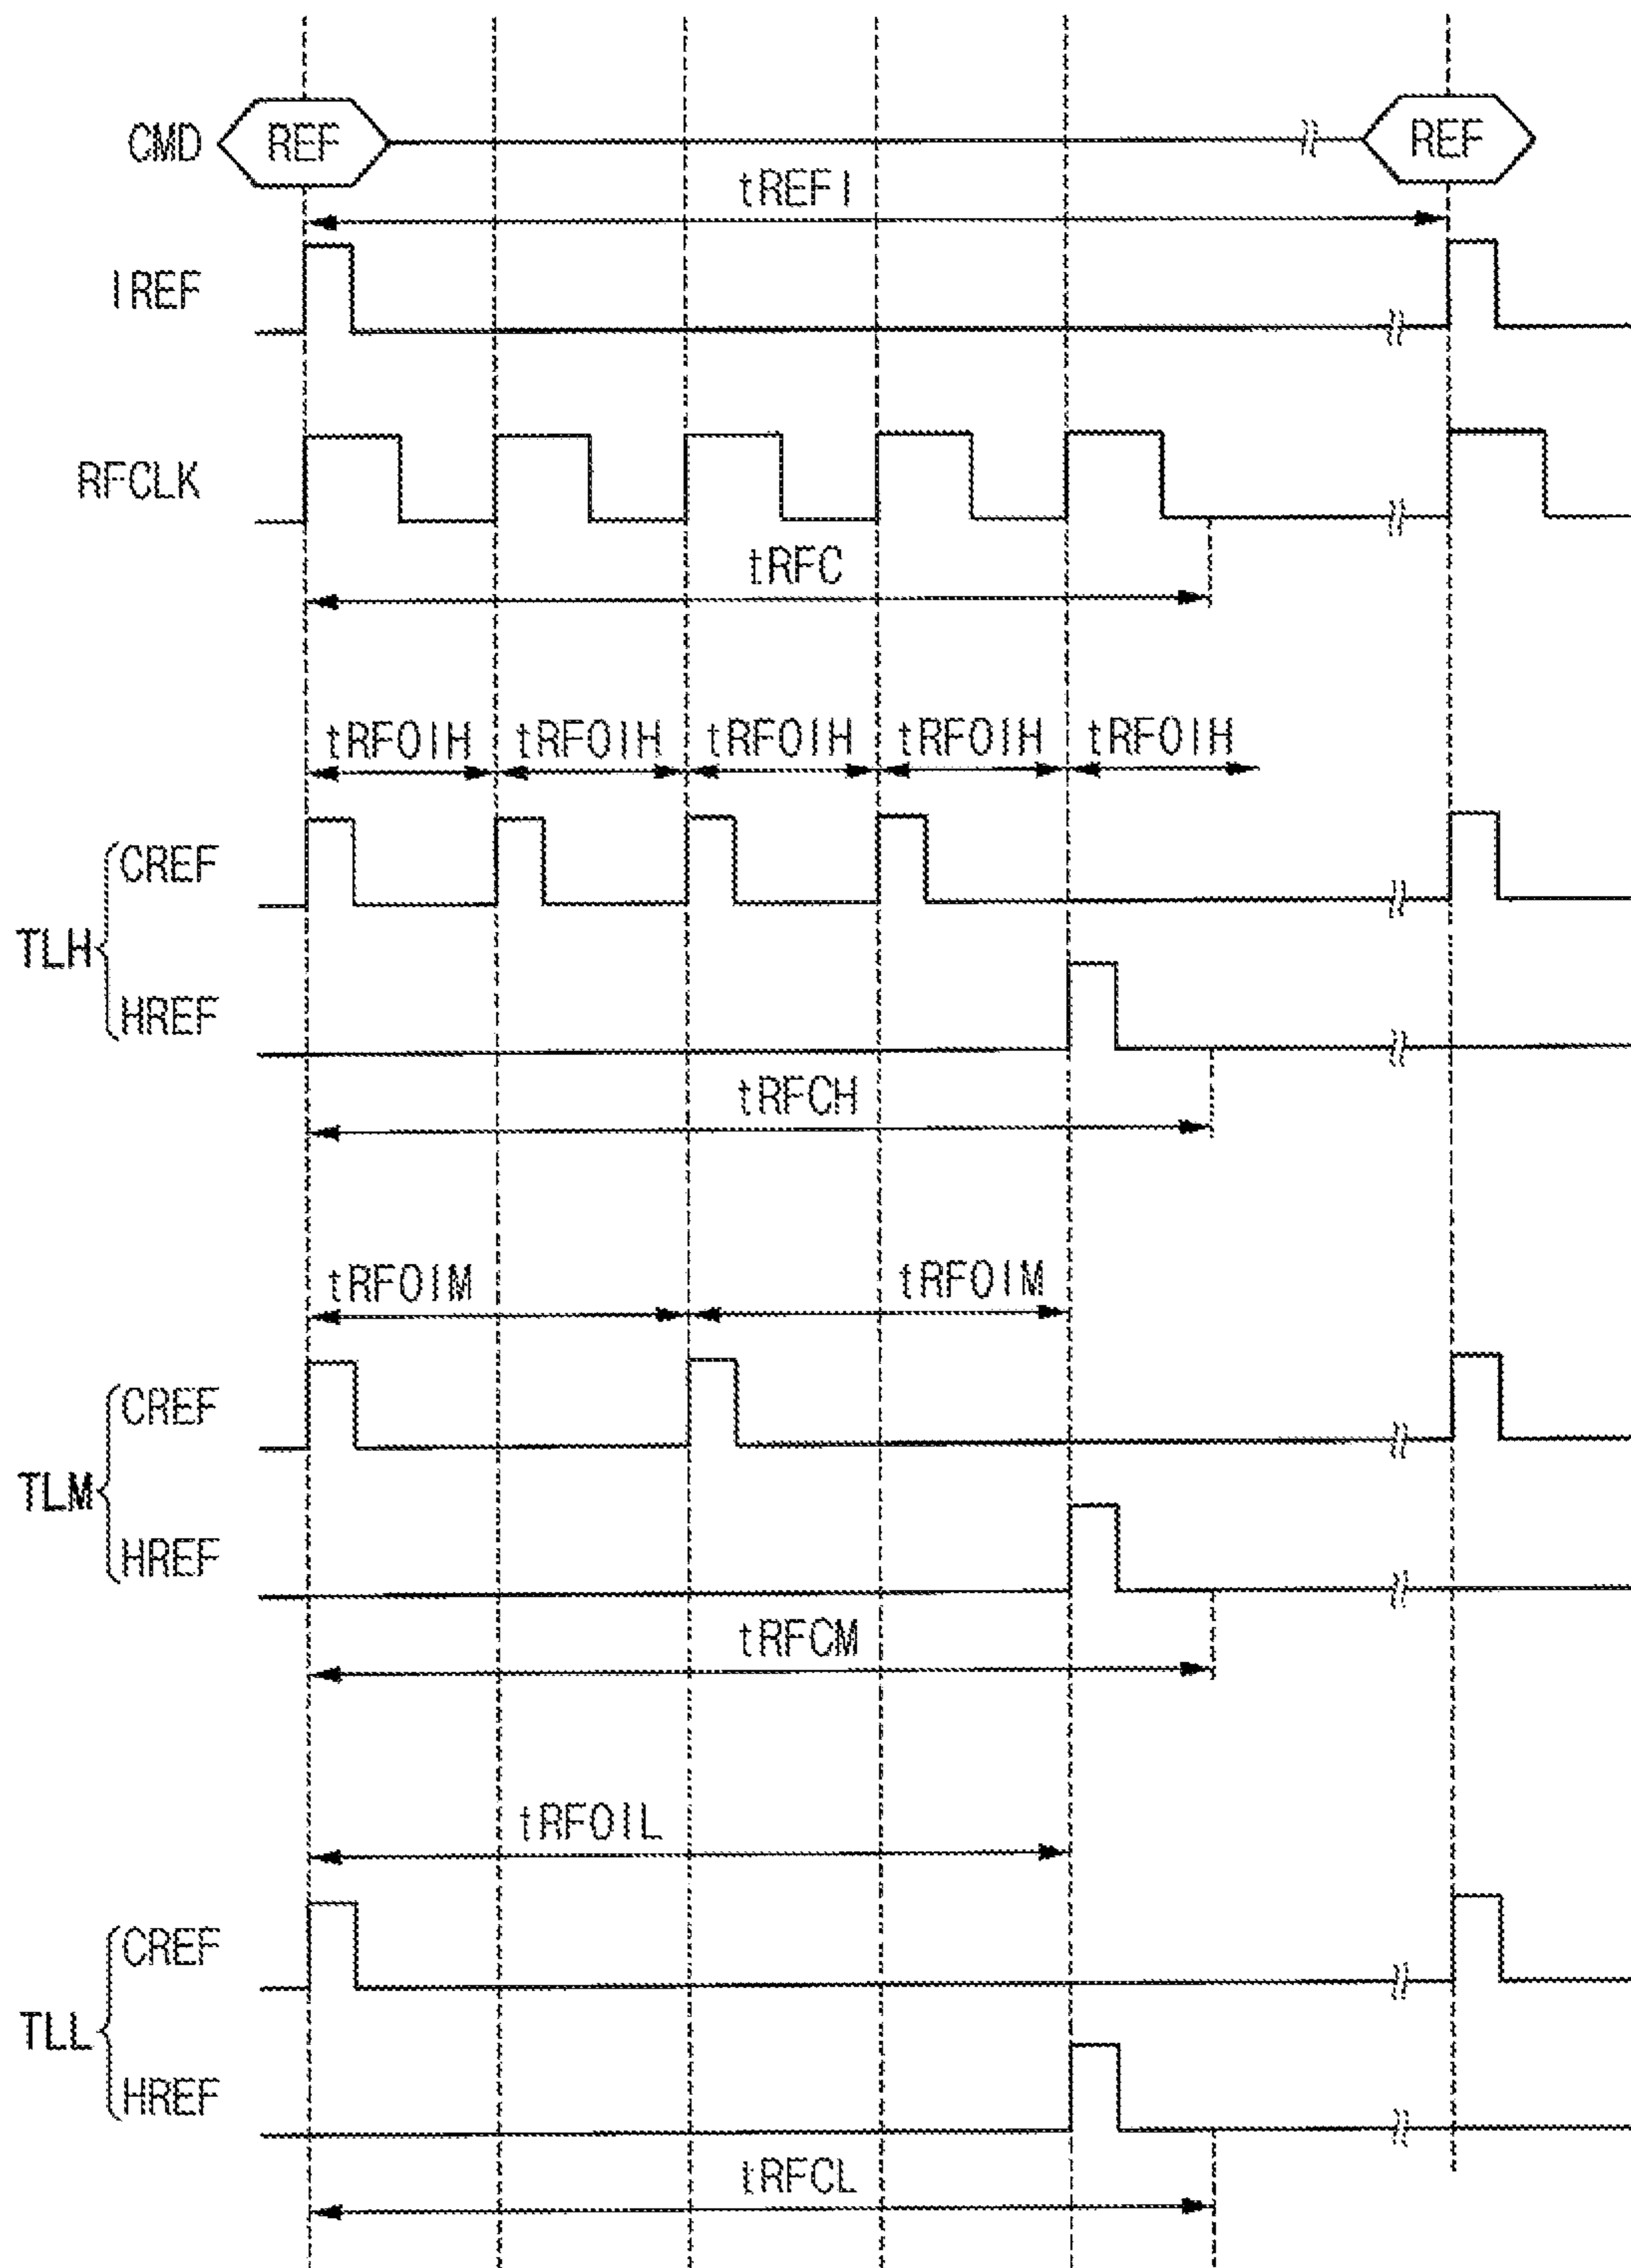 CMD REF REF
tREFI
IREF
RFCLK
tRFC
tRFOIH tRFOIH tRFOIH tRFOIH tRFOIH
CREF
TLH
HREF
tRFCH
tRFOIM tRFOIM
CREF
TLM
HREF
tRFCM
tRFOIL
CREF
TLL
HREF
tRFCL